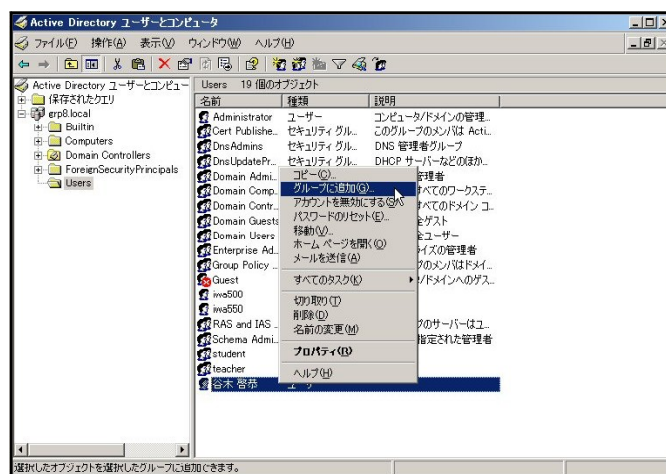 Active Directory ユーザーとコンピュータ
ファイル(F) 操作(A) 表示(V) ウィンドウ(W) ヘルプ(H)
Active Directory ユーザーとコンピュー
保存されたクエリ
grp8.local
Builtin
Computers
Domain Controllers
ForeignSecurityPrincipals
Users
Users 19 個のオブジェクト
名前 種類 説明
Administrator ユーザー コンピュータ/ドメインの管理...
Cert Publishe... セキュリティ グル... このグループのメンバは Acti...
DnsAdmins セキュリティ グル... DNS 管理者グループ
DnsUpdatePr... セキュリティ グル... DHCP サーバーなどのほか...
Domain Admi... 管理者
Domain Comp... すべてのワークステ...
Domain Contr... すべてのドメイン コ...
Domain Guests ゲスト
Domain Users ユーザー
Enterprise Ad... イズの管理者
Group Policy ... プのメンバはドメイ...
Guest /ドメインへのゲス...
iwa500
iwa550
RAS and IAS ... プのサーバーはユ...
Schema Admi... 指定された管理者
student
teacher
谷木 啓恭 ユーザー
コピー(C)...
グループに追加(G)...
アカウントを無効にする(S)
パスワードのリセット(E)...
移動(V)...
ホーム ページを開く(O)
メールを送信(A)
すべてのタスク(K)
切り取り(T)
削除(D)
名前の変更(M)
プロパティ(R)
ヘルプ(H)
選択したオブジェクトを選択したグループに追加できます。